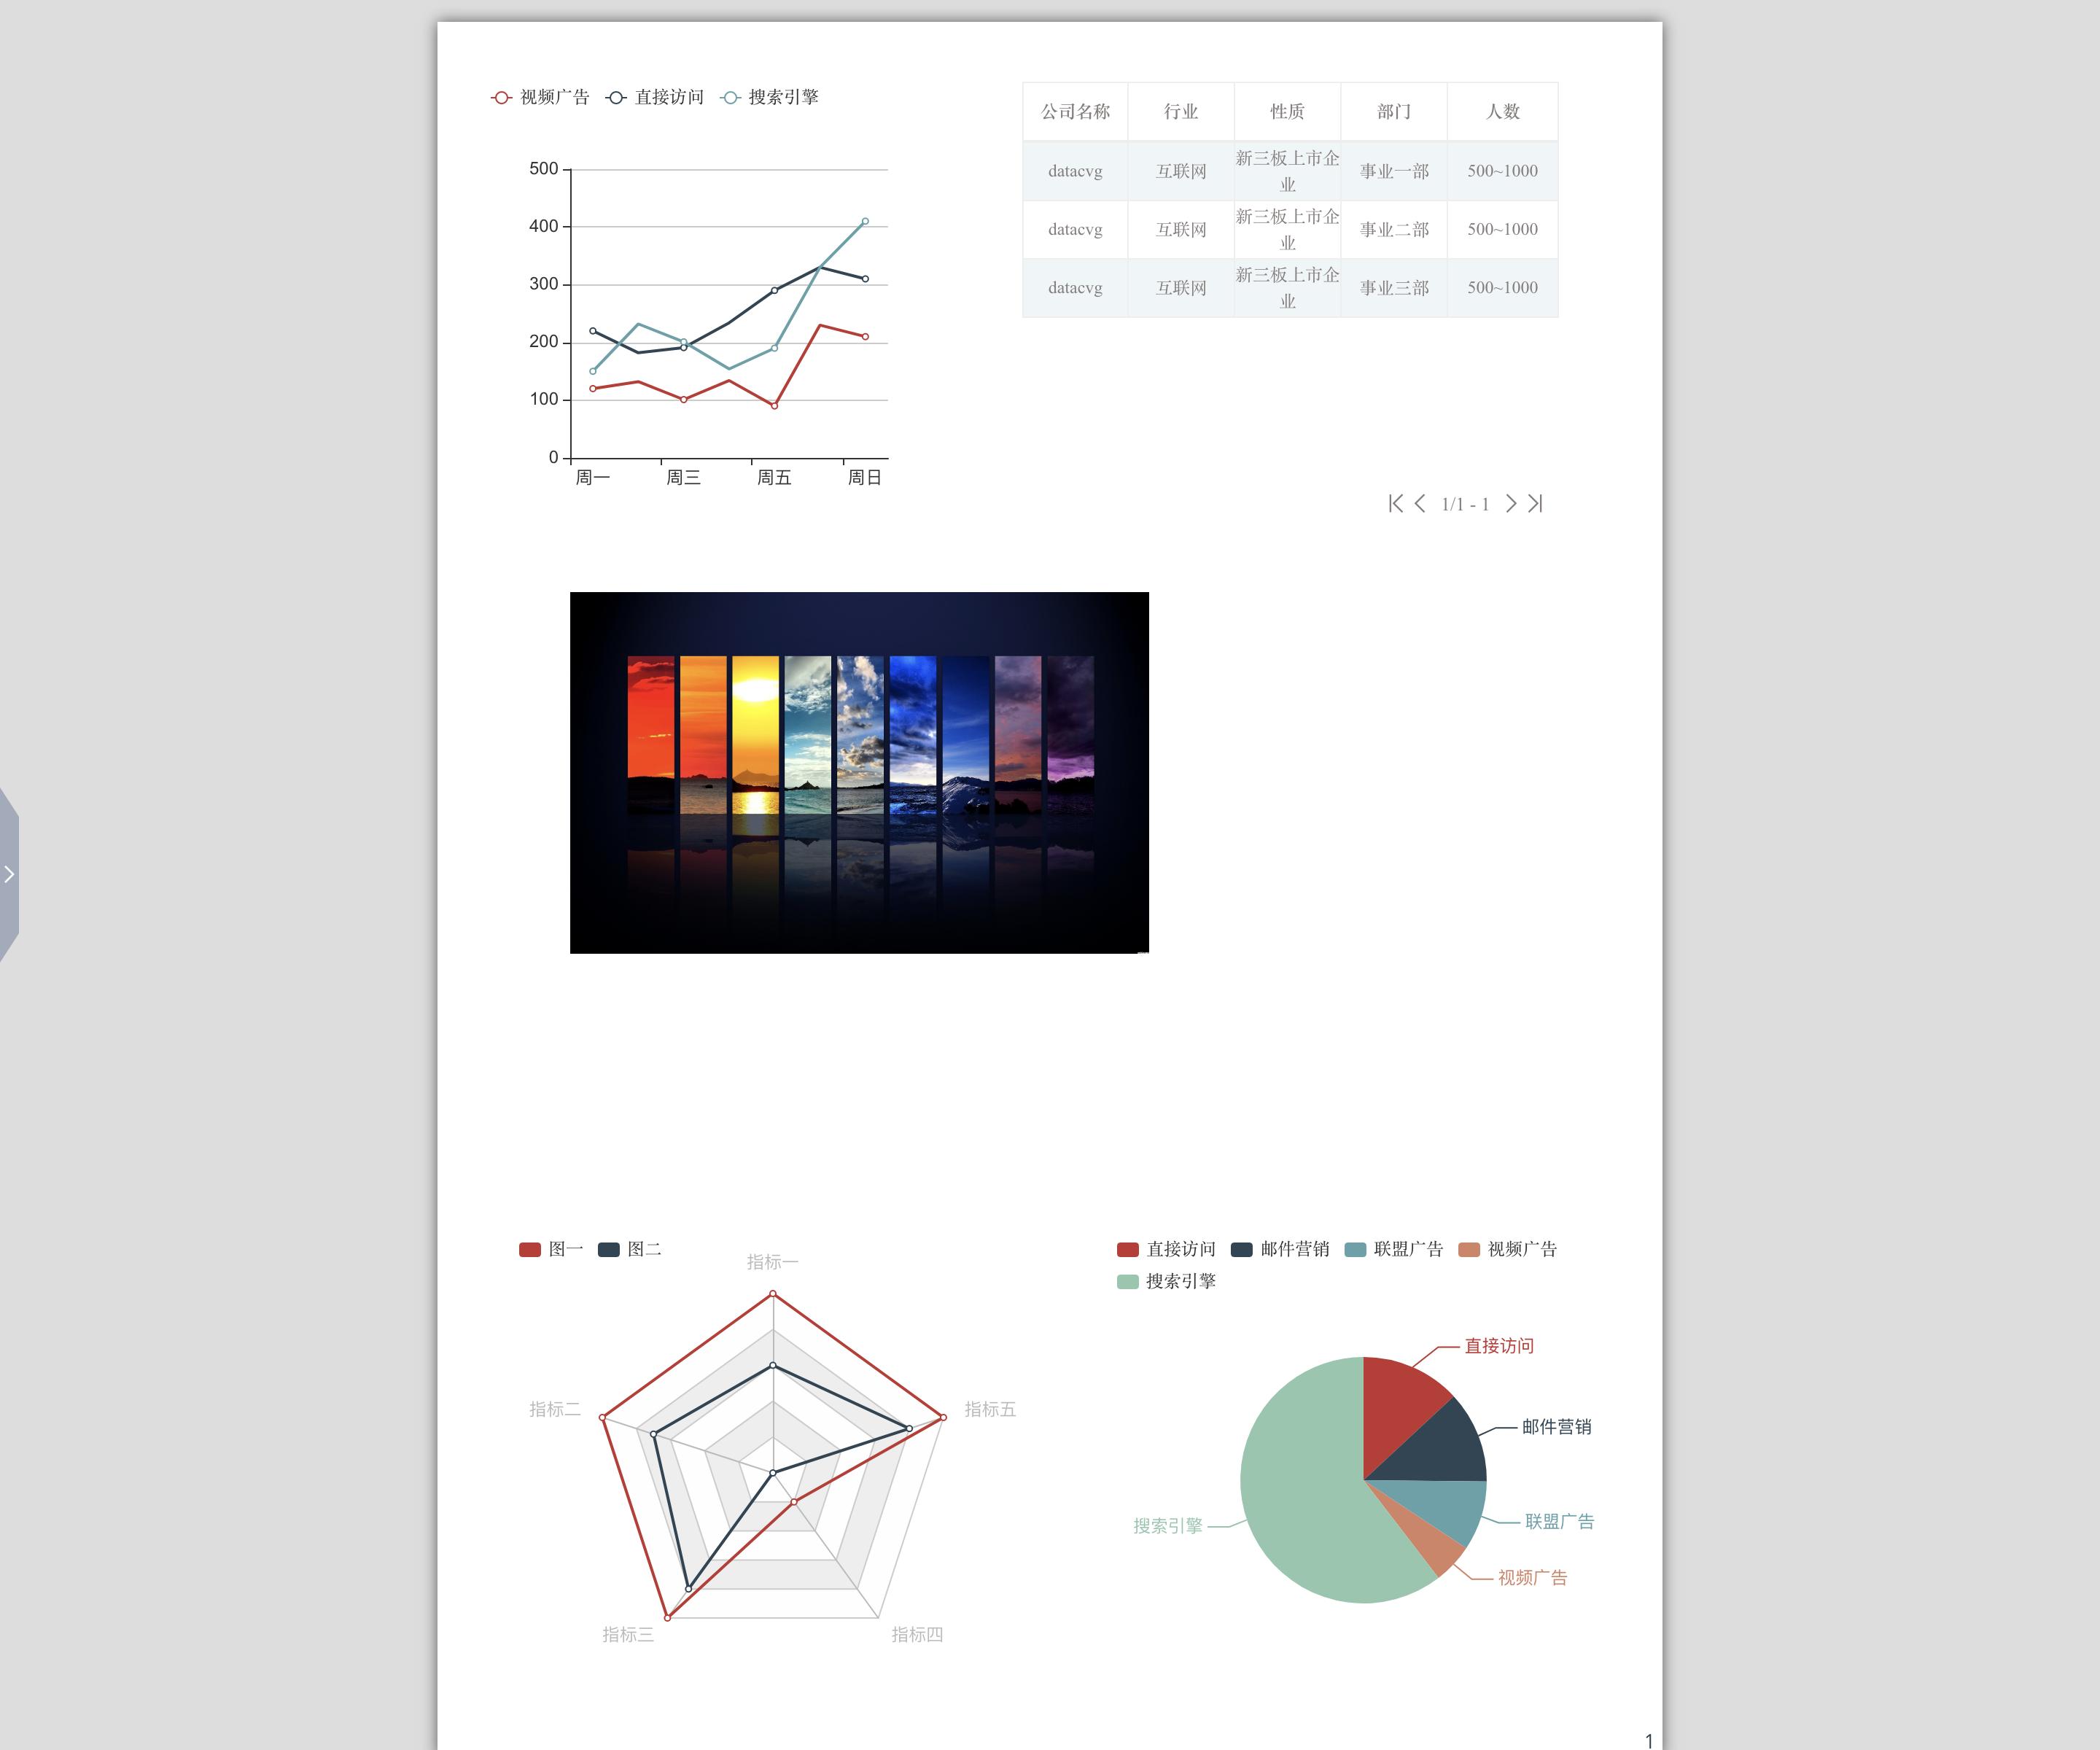 视频广告 直接访问 搜索引擎
500
400
300
200
100
0
周一 周三 周五 周日
公司名称 行业 性质 部门 人数
datacvg 互联网 新三板上市企业 事业一部 500~1000
datacvg 互联网 新三板上市企业 事业二部 500~1000
datacvg 互联网 新三板上市企业 事业三部 500~1000
1/1 - 1
图一 图二
指标一
指标二
指标五
指标三
指标四
直接访问 邮件营销 联盟广告 视频广告
搜索引擎
直接访问
邮件营销
联盟广告
搜索引擎
视频广告
1